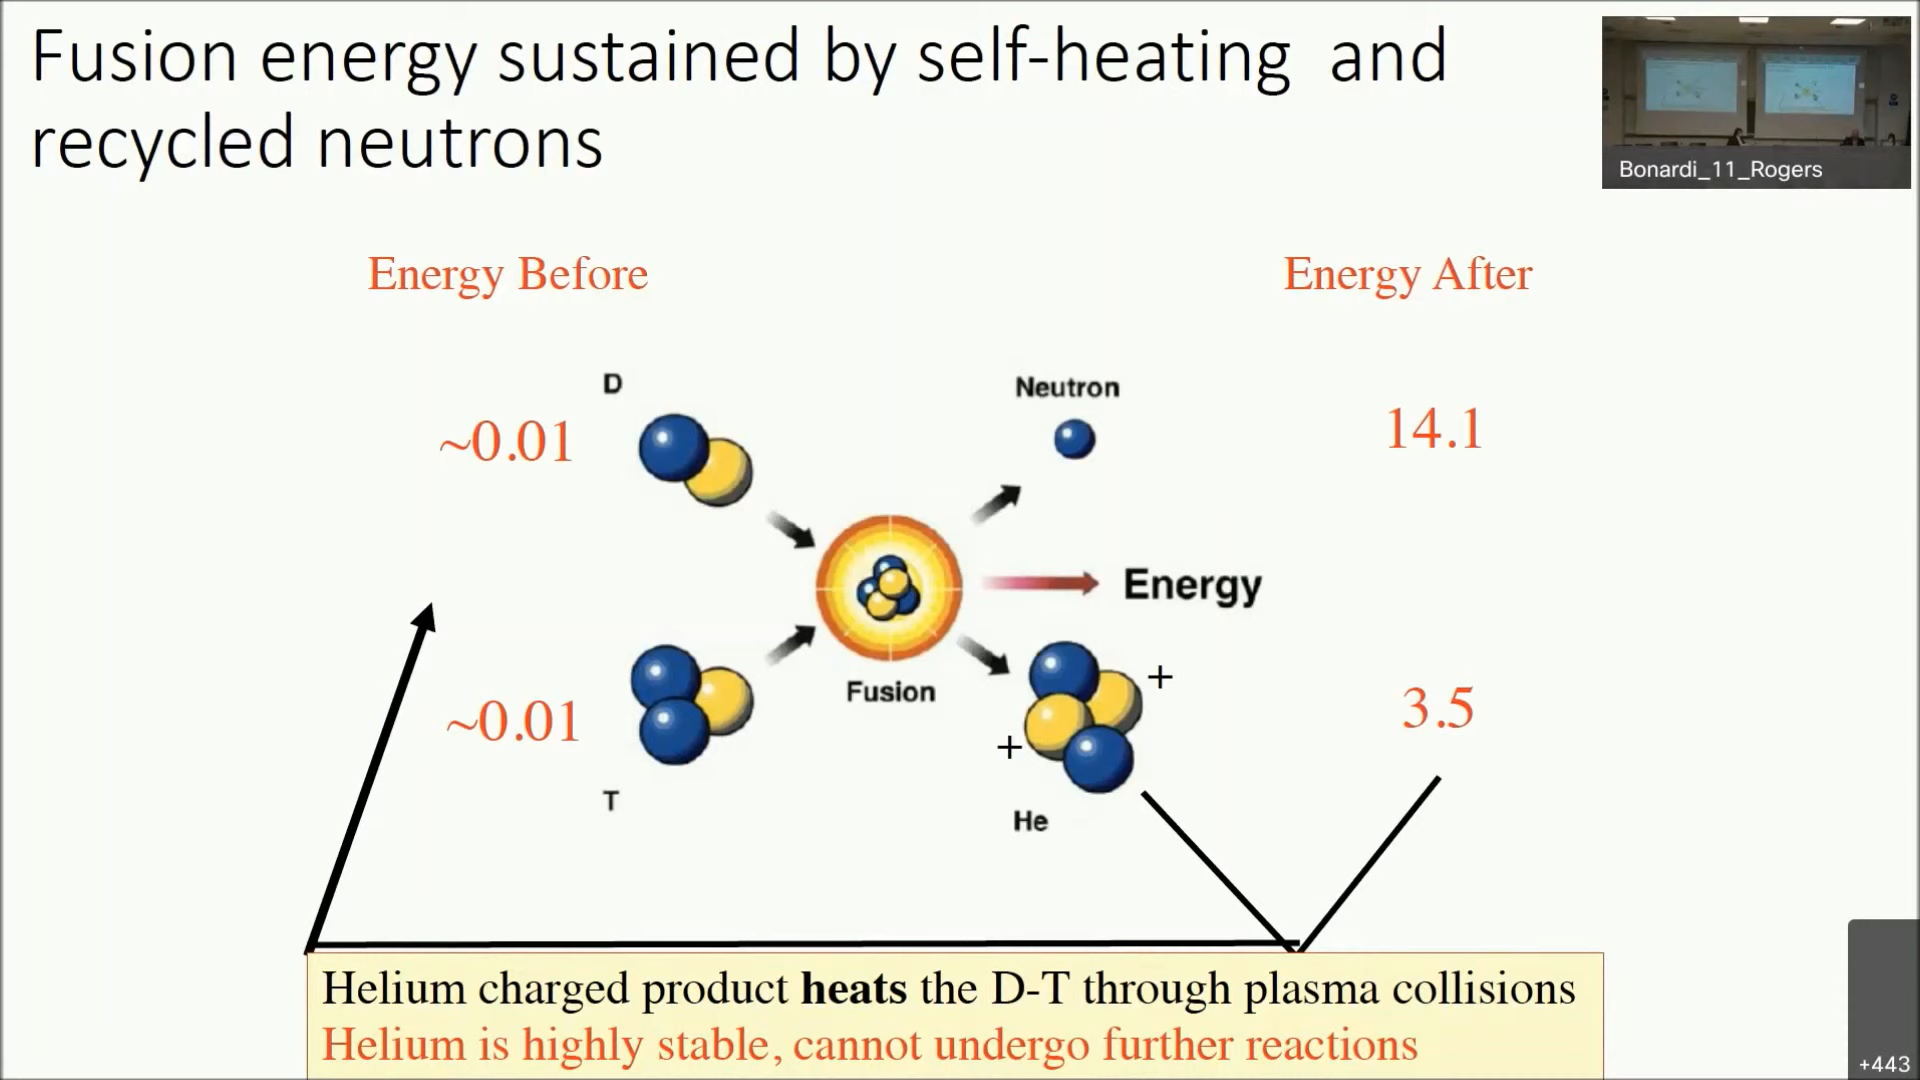 Fusion energy sustained by self-heating and
recycled neutrons
Bonardi_11_Rogers
Energy Before
Energy After
D
Neutron
~0.01
14.1
Energy
Fusion
+
~0.01
3.5
+
T
He
Helium charged product heats the D-T through plasma collisions
Helium is highly stable, cannot undergo further reactions
+443